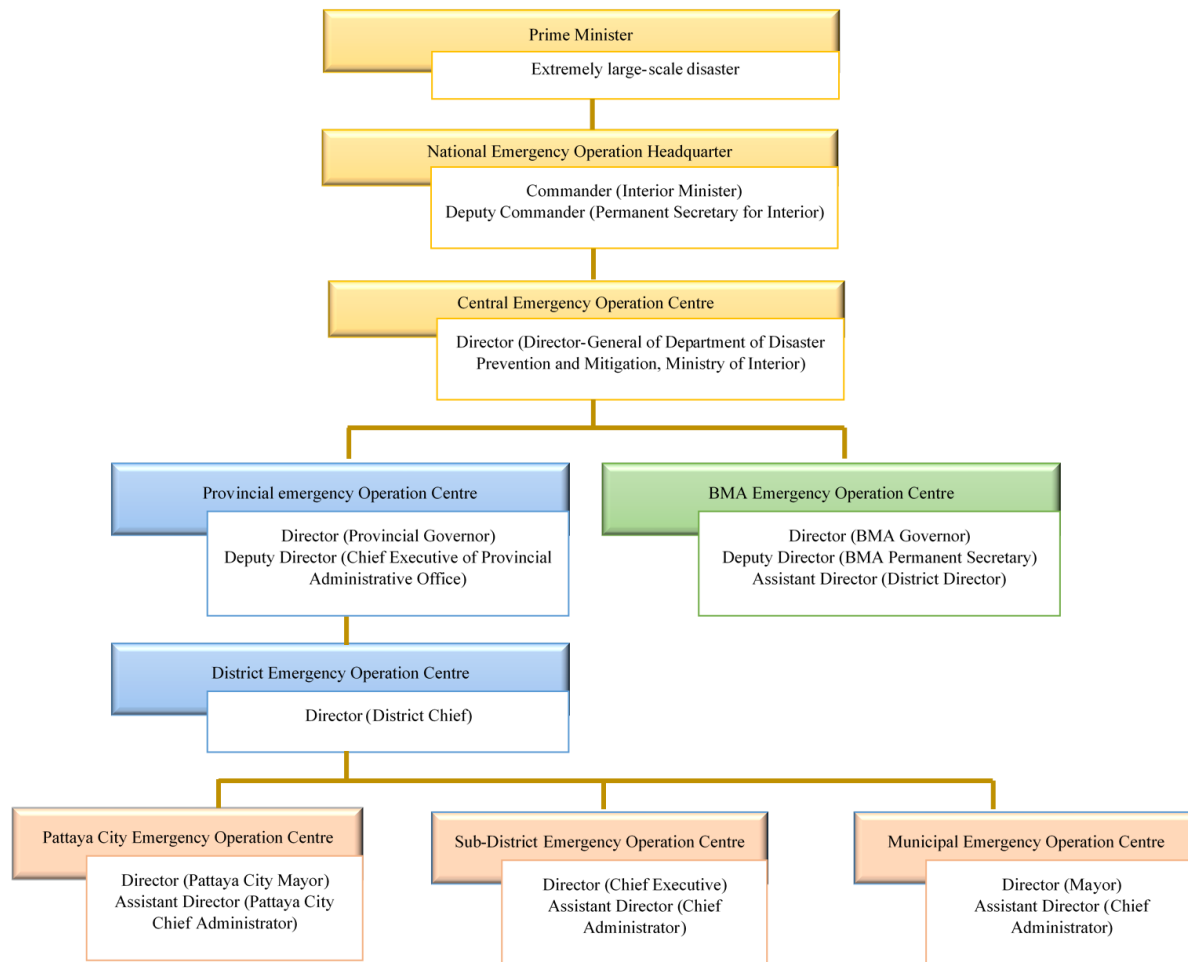 Prime Minister
Extremely large-scale disaster
National Emergency Operation Headquarter
Commander (Interior Minister)
Deputy Commander (Permanent Secretary for Interior)
Central Emergency Operation Centre
Director (Director-General of Department of Disaster
Prevention and Mitigation, Ministry of Interior)
Provincial emergency Operation Centre
Director (Provincial Governor)
Deputy Director (Chief Executive of Provincial
Administrative Office)
BMA Emergency Operation Centre
Director (BMA Governor)
Deputy Director (BMA Permanent Secretary)
Assistant Director (District Director)
District Emergency Operation Centre
Director (District Chief)
Pattaya City Emergency Operation Centre
Director (Pattaya City Mayor)
Assistant Director (Pattaya City
Chief Administrator)
Sub-District Emergency Operation Centre
Director (Chief Executive)
Assistant Director (Chief
Administrator)
Municipal Emergency Operation Centre
Director (Mayor)
Assistant Director (Chief
Administrator)